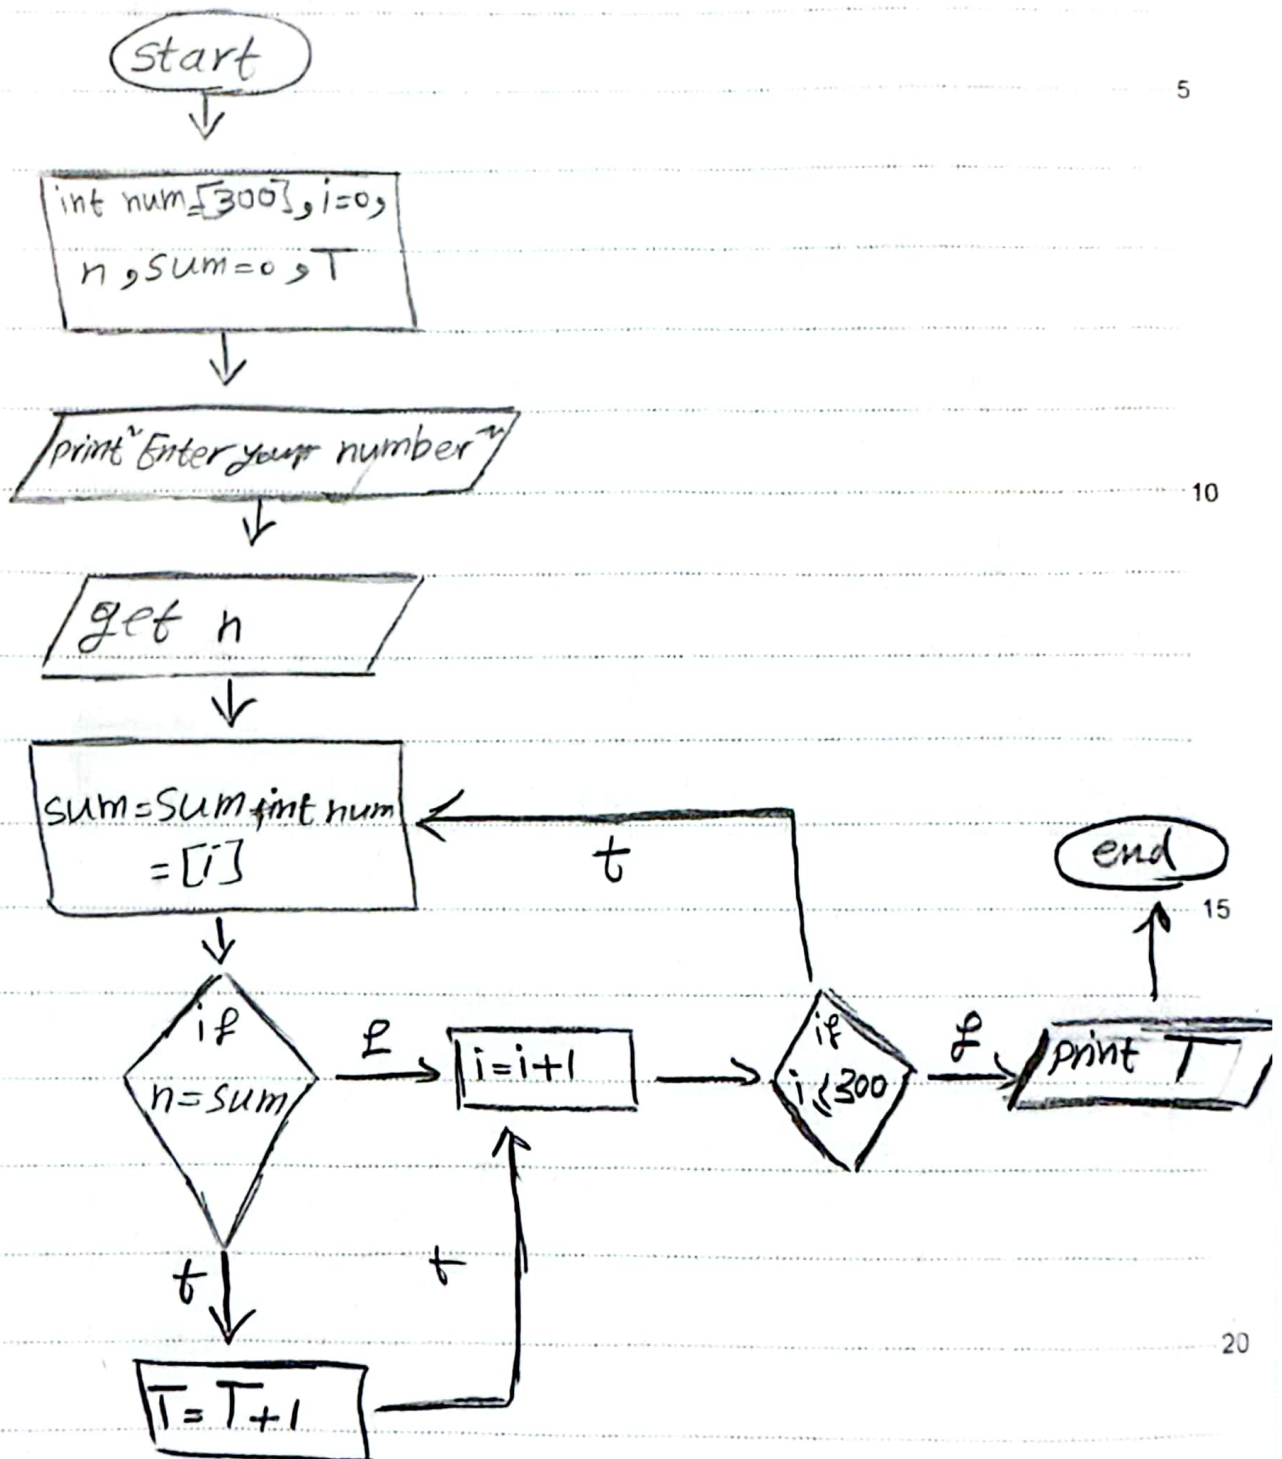 start
5
int num=[300], i=0,
n, sum=0, T
print "Enter your number"
10
get n
sum=sum+int num
=[i]
t
end
15
if
n=sum
f
i=i+1
if
i≤300
f
print T
t
t
20
T=T+1